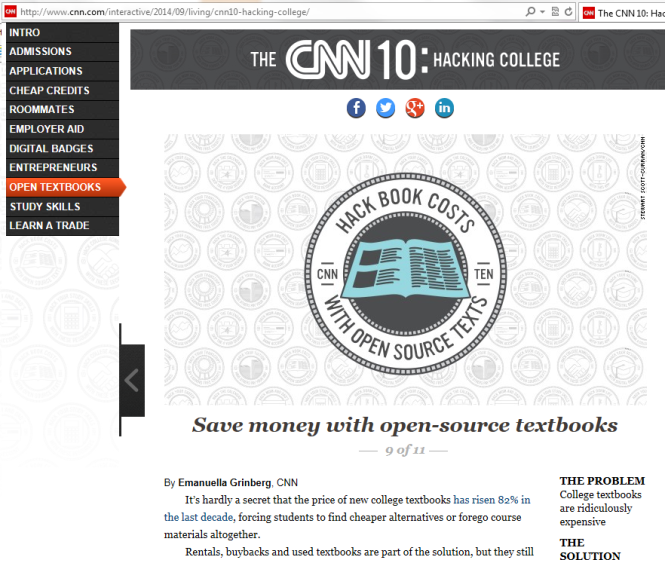 http://www.cnn.com/interactive/2014/09/living/cnn10-hacking-college/
The CNN 10: Hac
INTRO
ADMISSIONS
APPLICATIONS
CHEAP CREDITS
ROOMMATES
EMPLOYER AID
DIGITAL BADGES
ENTREPRENEURS
OPEN TEXTBOOKS
STUDY SKILLS
LEARN A TRADE
THE CNN 10: HACKING COLLEGE
STEWART SCOTT-CURRAN/CNN
HACK BOOK COSTS
CNN TEN
WITH OPEN SOURCE TEXTS
Save money with open-source textbooks
9 of 11
By Emanuella Grinberg, CNN
It's hardly a secret that the price of new college textbooks has risen 82% in
the last decade, forcing students to find cheaper alternatives or forego course
materials altogether.
Rentals, buybacks and used textbooks are part of the solution, but they still
THE PROBLEM
College textbooks
are ridiculously
expensive
THE
SOLUTION